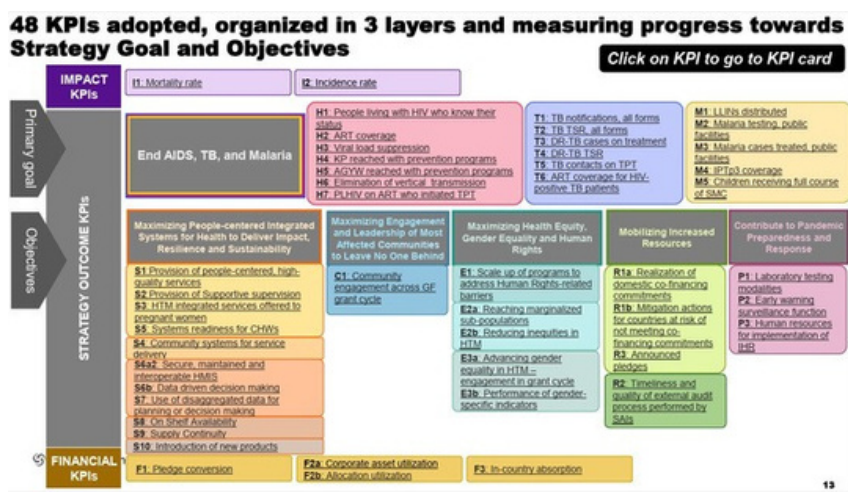 48 KPIs adopted, organized in 3 layers and measuring progress towards
Strategy Goal and Objectives
Click on KPI to go to KPI card
IMPACT
KPIs
I1: Mortality rate
I2: Incidence rate
Primary goal
End AIDS, TB, and Malaria
H1: People living with HIV who know their
status
H2: ART coverage
H3: Viral load suppression
H4: KP reached with prevention programs
H5: AGYW reached with prevention programs
H6: Elimination of vertical transmission
H7: PLHIV on ART who initiated TPT
T1: TB notifications, all forms
T2: TB TSR, all forms
T3: DR-TB cases on treatment
T4: DR-TB TSR
T5: TB contacts on TPT
T6: ART coverage for HIV-
positive TB patients
M1: LLINs distributed
M2: Malaria testing, public
facilities
M3: Malaria cases treated, public
facilities
M4: IPTp3 coverage
M5: Children receiving full course
of SMC
Objectives
STRATEGY OUTCOME KPIs
Maximizing People-centered Integrated
Systems for Health to Deliver Impact,
Resilience and Sustainability
S1 Provision of people-centered, high-
quality services
S2 Provision of Supportive supervision
S3: HTM integrated services offered to
pregnant women
S5: Systems readiness for CHWs
S4: Community systems for service
delivery
S6a2: Secure, maintained and
interoperable HMIS
S6b: Data driven decision making
S7: Use of disaggregated data for
planning or decision making
S8: On Shelf Availability
S9: Supply Continuity
S10: Introduction of new products
Maximizing Engagement
and Leadership of Most
Affected Communities
to Leave No One Behind
C1: Community
engagement across GF
grant cycle
Maximizing Health Equity,
Gender Equality and Human
Rights
E1: Scale up of programs to
address Human Rights-related
barriers
E2a: Reaching marginalized
sub-populations
E2b: Reducing inequities in
HTM
E3a: Advancing gender
equality in HTM –
engagement in grant cycle
E3b: Performance of gender-
specific indicators
Mobilizing Increased
Resources
R1a: Realization of
domestic co-financing
commitments
R1b: Mitigation actions
for countries at risk of
not meeting co-
financing commitments
R3: Announced
pledges
R2: Timeliness and
quality of external audit
process performed by
SAIs
Contribute to Pandemic
Preparedness and
Response
P1: Laboratory testing
modalities
P2: Early warning
surveillance function
P3: Human resources
for implementation of
IHR
FINANCIAL
KPIs
F1: Pledge conversion
F2a: Corporate asset utilization
F2b: Allocation utilization
F3: In-country absorption
13